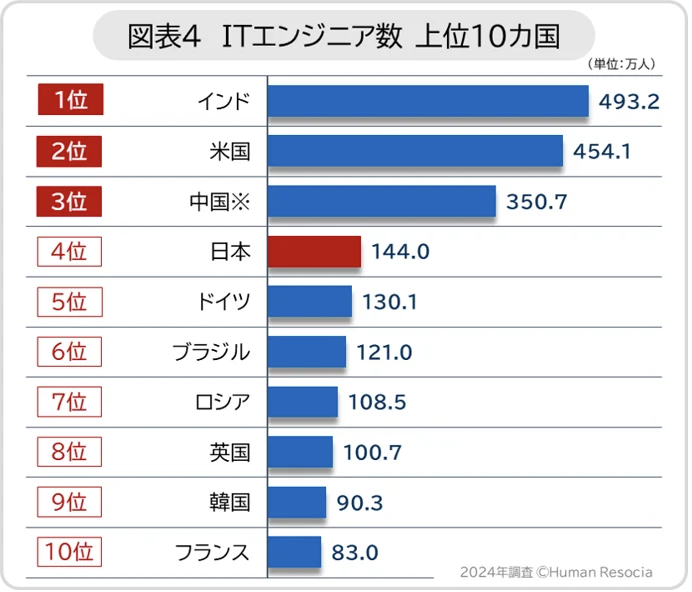 図表4 ITエンジニア数 上位10カ国
(単位:万人)
1位 インド 493.2
2位 米国 454.1
3位 中国※ 350.7
4位 日本 144.0
5位 ドイツ 130.1
6位 ブラジル 121.0
7位 ロシア 108.5
8位 英国 100.7
9位 韓国 90.3
10位 フランス 83.0
2024年調査 ©Human Resocia